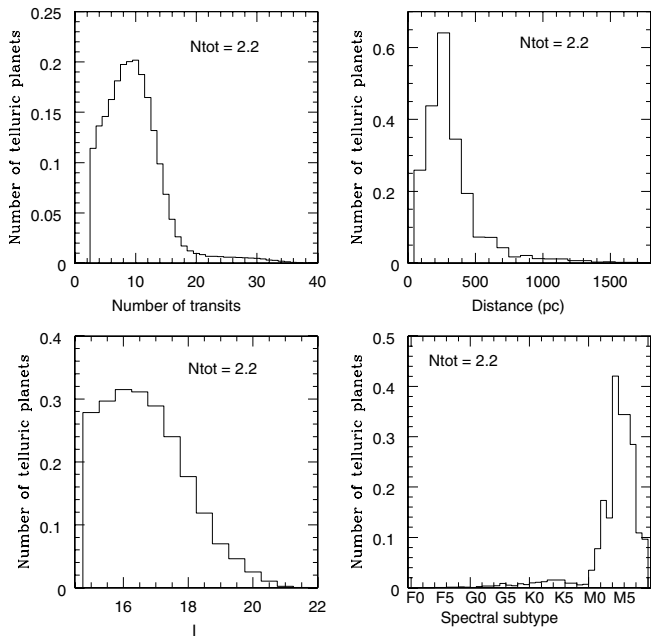 0.25
0.2
0.15
0.1
0.05
0
Number of telluric planets
Ntot = 2.2
0
10
20
30
40
Number of transits
0.6
0.4
0.2
0
Number of telluric planets
Ntot = 2.2
0
500
1000
1500
Distance (pc)
0.4
0.3
0.2
0.1
0
Number of telluric planets
Ntot = 2.2
16
18
20
22
I
0.5
0.4
0.3
0.2
0.1
0
Number of telluric planets
Ntot = 2.2
F0
F5
G0
G5
K0
K5
M0
M5
Spectral subtype